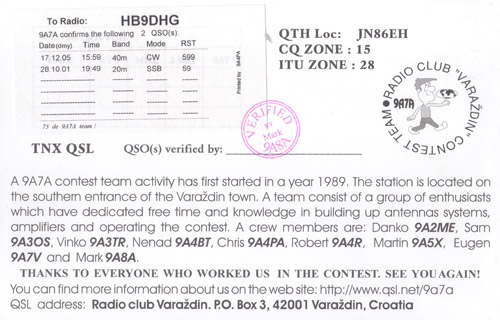 To Radio: HB9DHG
9A7A confirms the following 2 QSO(s):
Date(dmy) Time Band Mode RST
17.12.05 15:59 40m CW 599
28.10.01 19:49 20m SSB 59
73 de 9A7A team!
Printed by 9A4PA
QTH Loc: JN86EH
CQ ZONE : 15
ITU ZONE : 28
RADIO CLUB "VARAŽDIN" CONTEST TEAM
9A7A
VERIFIED
BY
Mark
9A8A
TNX QSL QSO(s) verified by:
A 9A7A contest team activity has first started in a year 1989. The station is located on
the southern entrance of the Varaždin town. A team consist of a group of enthusiasts
which have dedicated free time and knowledge in building up antennas systems,
amplifiers and operating the contest. A crew members are: Danko 9A2ME, Sam
9A3OS, Vinko 9A3TR, Nenad 9A4BT, Chris 9A4PA, Robert 9A4R, Martin 9A5X, Eugen
9A7V and Mark 9A8A.
THANKS TO EVERYONE WHO WORKED US IN THE CONTEST. SEE YOU AGAIN!
You can find more information about us on the web site: http://www.qsl.net/9a7a
QSL address: Radio club Varaždin. P.O. Box 3, 42001 Varaždin, Croatia